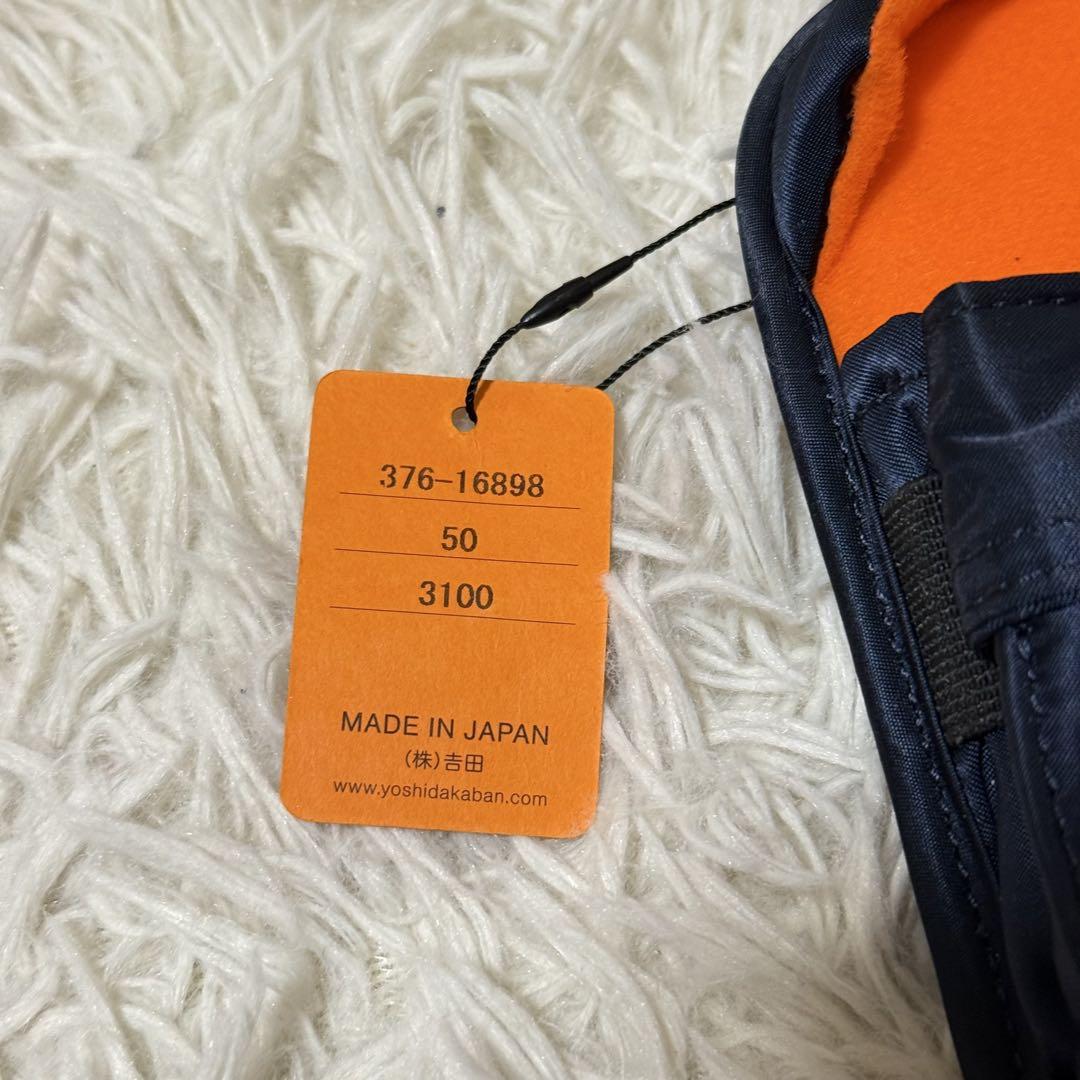 376-16898
50
3100
MADE IN JAPAN
(株)吉田
www.yoshidakaban.com